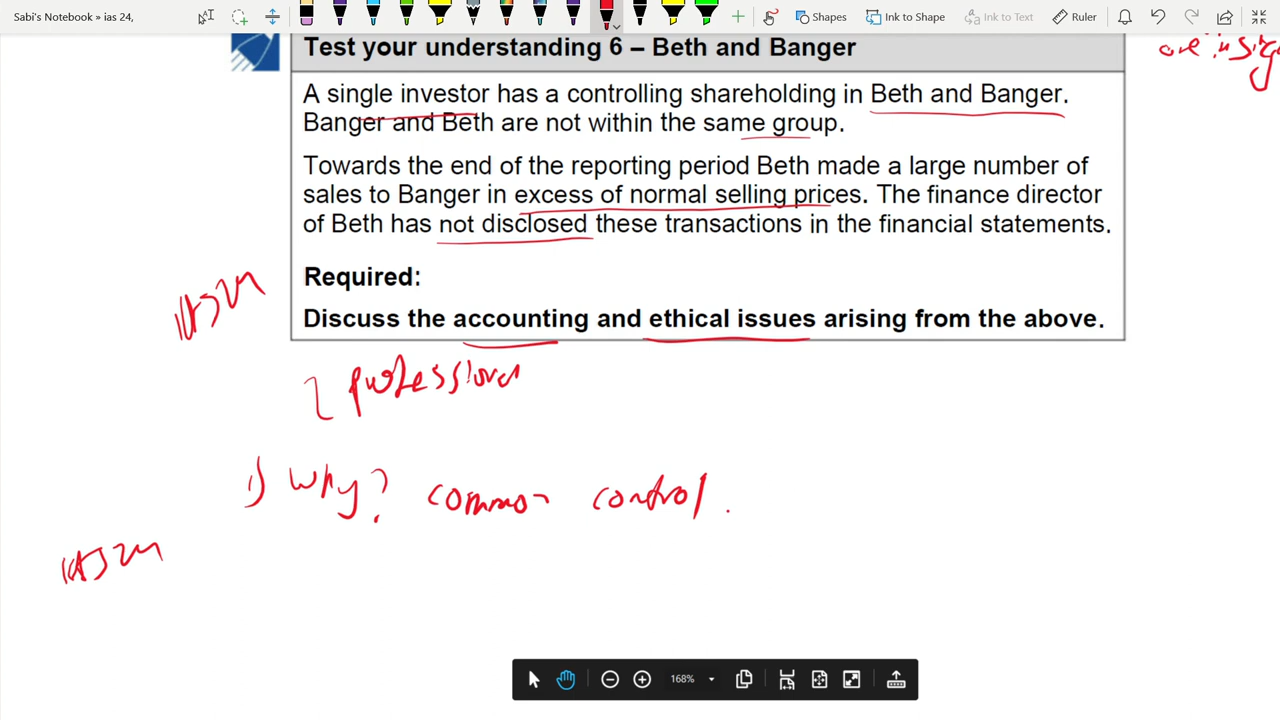 Sabi's Notebook » ias 24,
Shapes
Ink to Shape
Ink to Text
Ruler
Test your understanding 6 – Beth and Banger
are in
A single investor has a controlling shareholding in Beth and Banger.
Banger and Beth are not within the same group.
Towards the end of the reporting period Beth made a large number of
sales to Banger in excess of normal selling prices. The finance director
of Beth has not disclosed these transactions in the financial statements.
Required:
Discuss the accounting and ethical issues arising from the above.
IAS 24
2 professional
1) Why? common control.
IAS 24
168%